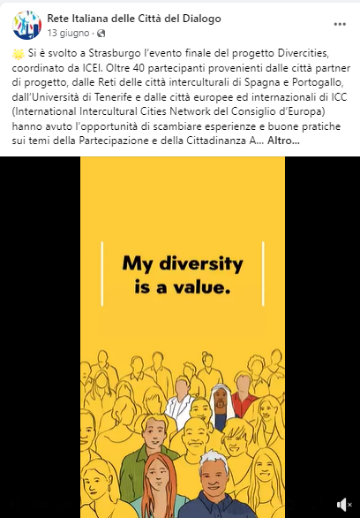 Rete Italiana delle Città del Dialogo
13 giugno ·
🌟 Si è svolto a Strasburgo l'evento finale del progetto Divercities,
coordinato da ICEI. Oltre 40 partecipanti provenienti dalle città partner
di progetto, dalle Reti delle città interculturali di Spagna e Portogallo,
dall'Università di Tenerife e dalle città europee ed internazionali di ICC
(International Intercultural Cities Network del Consiglio d'Europa)
hanno avuto l'opportunità di scambiare esperienze e buone pratiche
sui temi della Partecipazione e della Cittadinanza A... Altro...
My diversity
is a value.